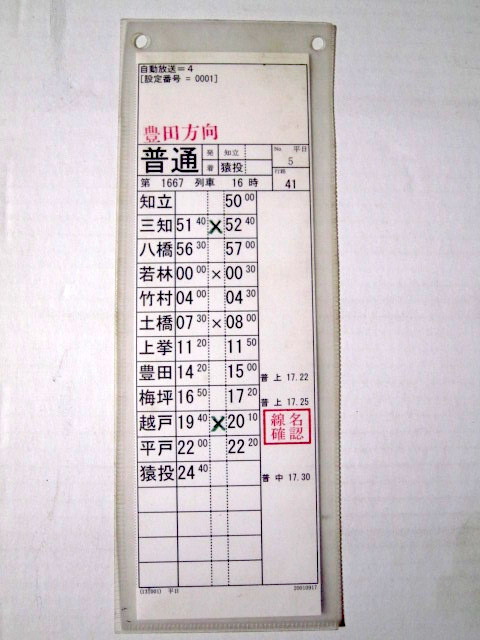 自動放送=4
[設定番号 = 0001]
豊田方向
普通 発 知立 No. 平日
着 猿投 5
第 1667 列車 16 時 行路 41
知立 50 00
三知 51 40 × 52 40
八橋 56 30 57 00
若林 00 00 × 00 30
竹村 04 00 04 30
土橋 07 30 × 08 00
上挙 11 20 11 50
豊田 14 20 15 00 普 上 17.22
梅坪 16 50 17 20 普 上 17.25
越戸 19 40 × 20 10 線名
確認
平戸 22 00 22 20
猿投 24 40 普 中 17.30
平日 20010917